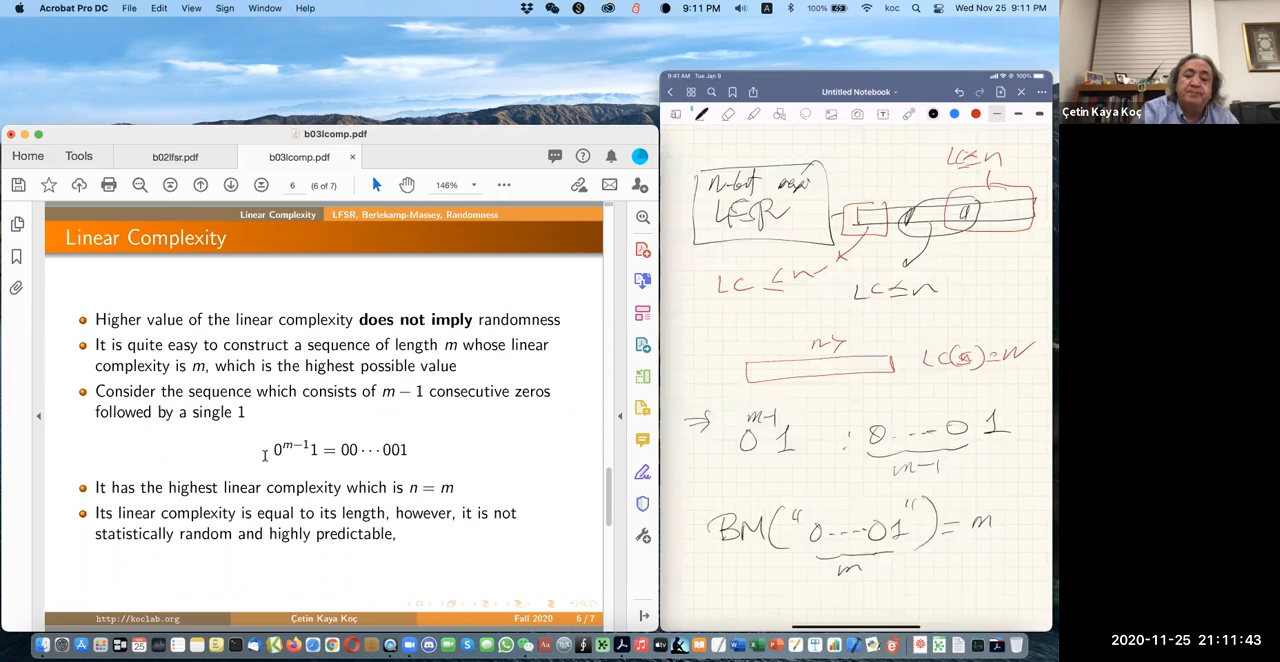 Acrobat Pro DC File Edit View Sign Window Help
9:11 PM 100% koc Wed Nov 25 9:11 PM
b03lcomp.pdf
Home Tools b02lfsr.pdf b03lcomp.pdf ×
6 (6 of 7) 146%
Linear Complexity LFSR, Berlekamp-Massey, Randomness
Linear Complexity
Higher value of the linear complexity does not imply randomness
It is quite easy to construct a sequence of length m whose linear
complexity is m, which is the highest possible value
Consider the sequence which consists of m − 1 consecutive zeros
followed by a single 1
0^{m−1}1 = 00 ··· 001
It has the highest linear complexity which is n = m
Its linear complexity is equal to its length, however, it is not
statistically random and highly predictable,
http://koclab.org Çetin Kaya Koç Fall 2020 6 / 7
9:41 AM Tue Jan 9 100%
Untitled Notebook
LC ≤ n
n-bit
LFSR
LC ≤ n
LC ≤ n
m-1
0 1 : 0....0 1
m-1
BM("0....01") = m
m
Çetin Kaya Koç
2020-11-25 21:11:43